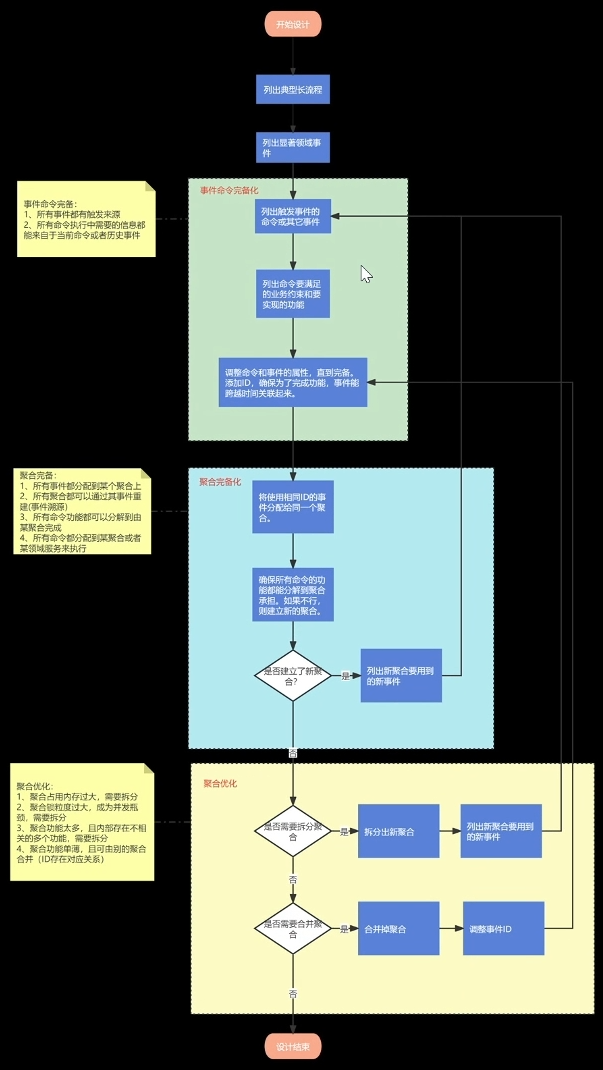 开始设计
列出典型长流程
列出显著领域事
件
事件命令完备化
事件命令完备：
1、所有事件都有触发来源
2、所有命令执行中需要的信息都
能来自于当前命令或者历史事件
列出触发事件的
命令或其它事件
列出命令要满足
的业务约束和要
实现的功能
调整命令和事件的属性，直到完备。
添加ID，确保为了完成功能，事件能
跨越时间关联起来。
聚合完备：
1、所有事件都分配到某个聚合上
2、所有聚合都可以通过其事件重
建(事件溯源)
3、所有命令功能都可以分解到由
某聚合完成
4、所有命令都分配到某聚合或者
某领域服务来执行
聚合完备化
将使用相同ID的事
件分配给同一个聚
合。
确保所有命令的功
能都能分解到聚合
承担。如果不行，
则建立新的聚合。
是否建立了新聚
合？
是
列出新聚合要用到
的新事件
否
聚合优化
聚合优化：
1、聚合占用内存过大，需要拆分
2、聚合锁粒度过大，成为并发瓶
颈，需要拆分
3、聚合功能太多，且内部存在不相
关的多个功能，需要拆分
4、聚合功能单薄，且可由别的聚合
合并（ID存在对应关系）
是否需要拆分聚
合
是
拆分出新聚合
列出新聚合要用到
的新事件
否
是否需要合并聚
合
是
合并掉聚合
调整事件ID
否
设计结束